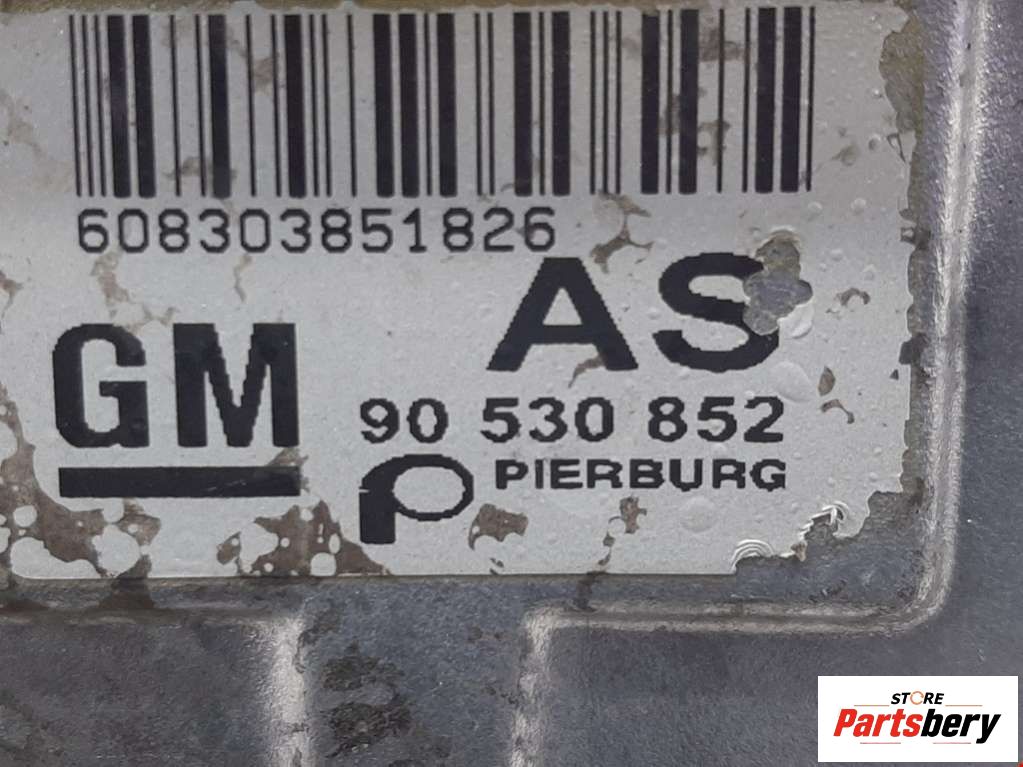 608303851826
AS
GM
90 530 852
PIERBURG
STORE
Partsbery